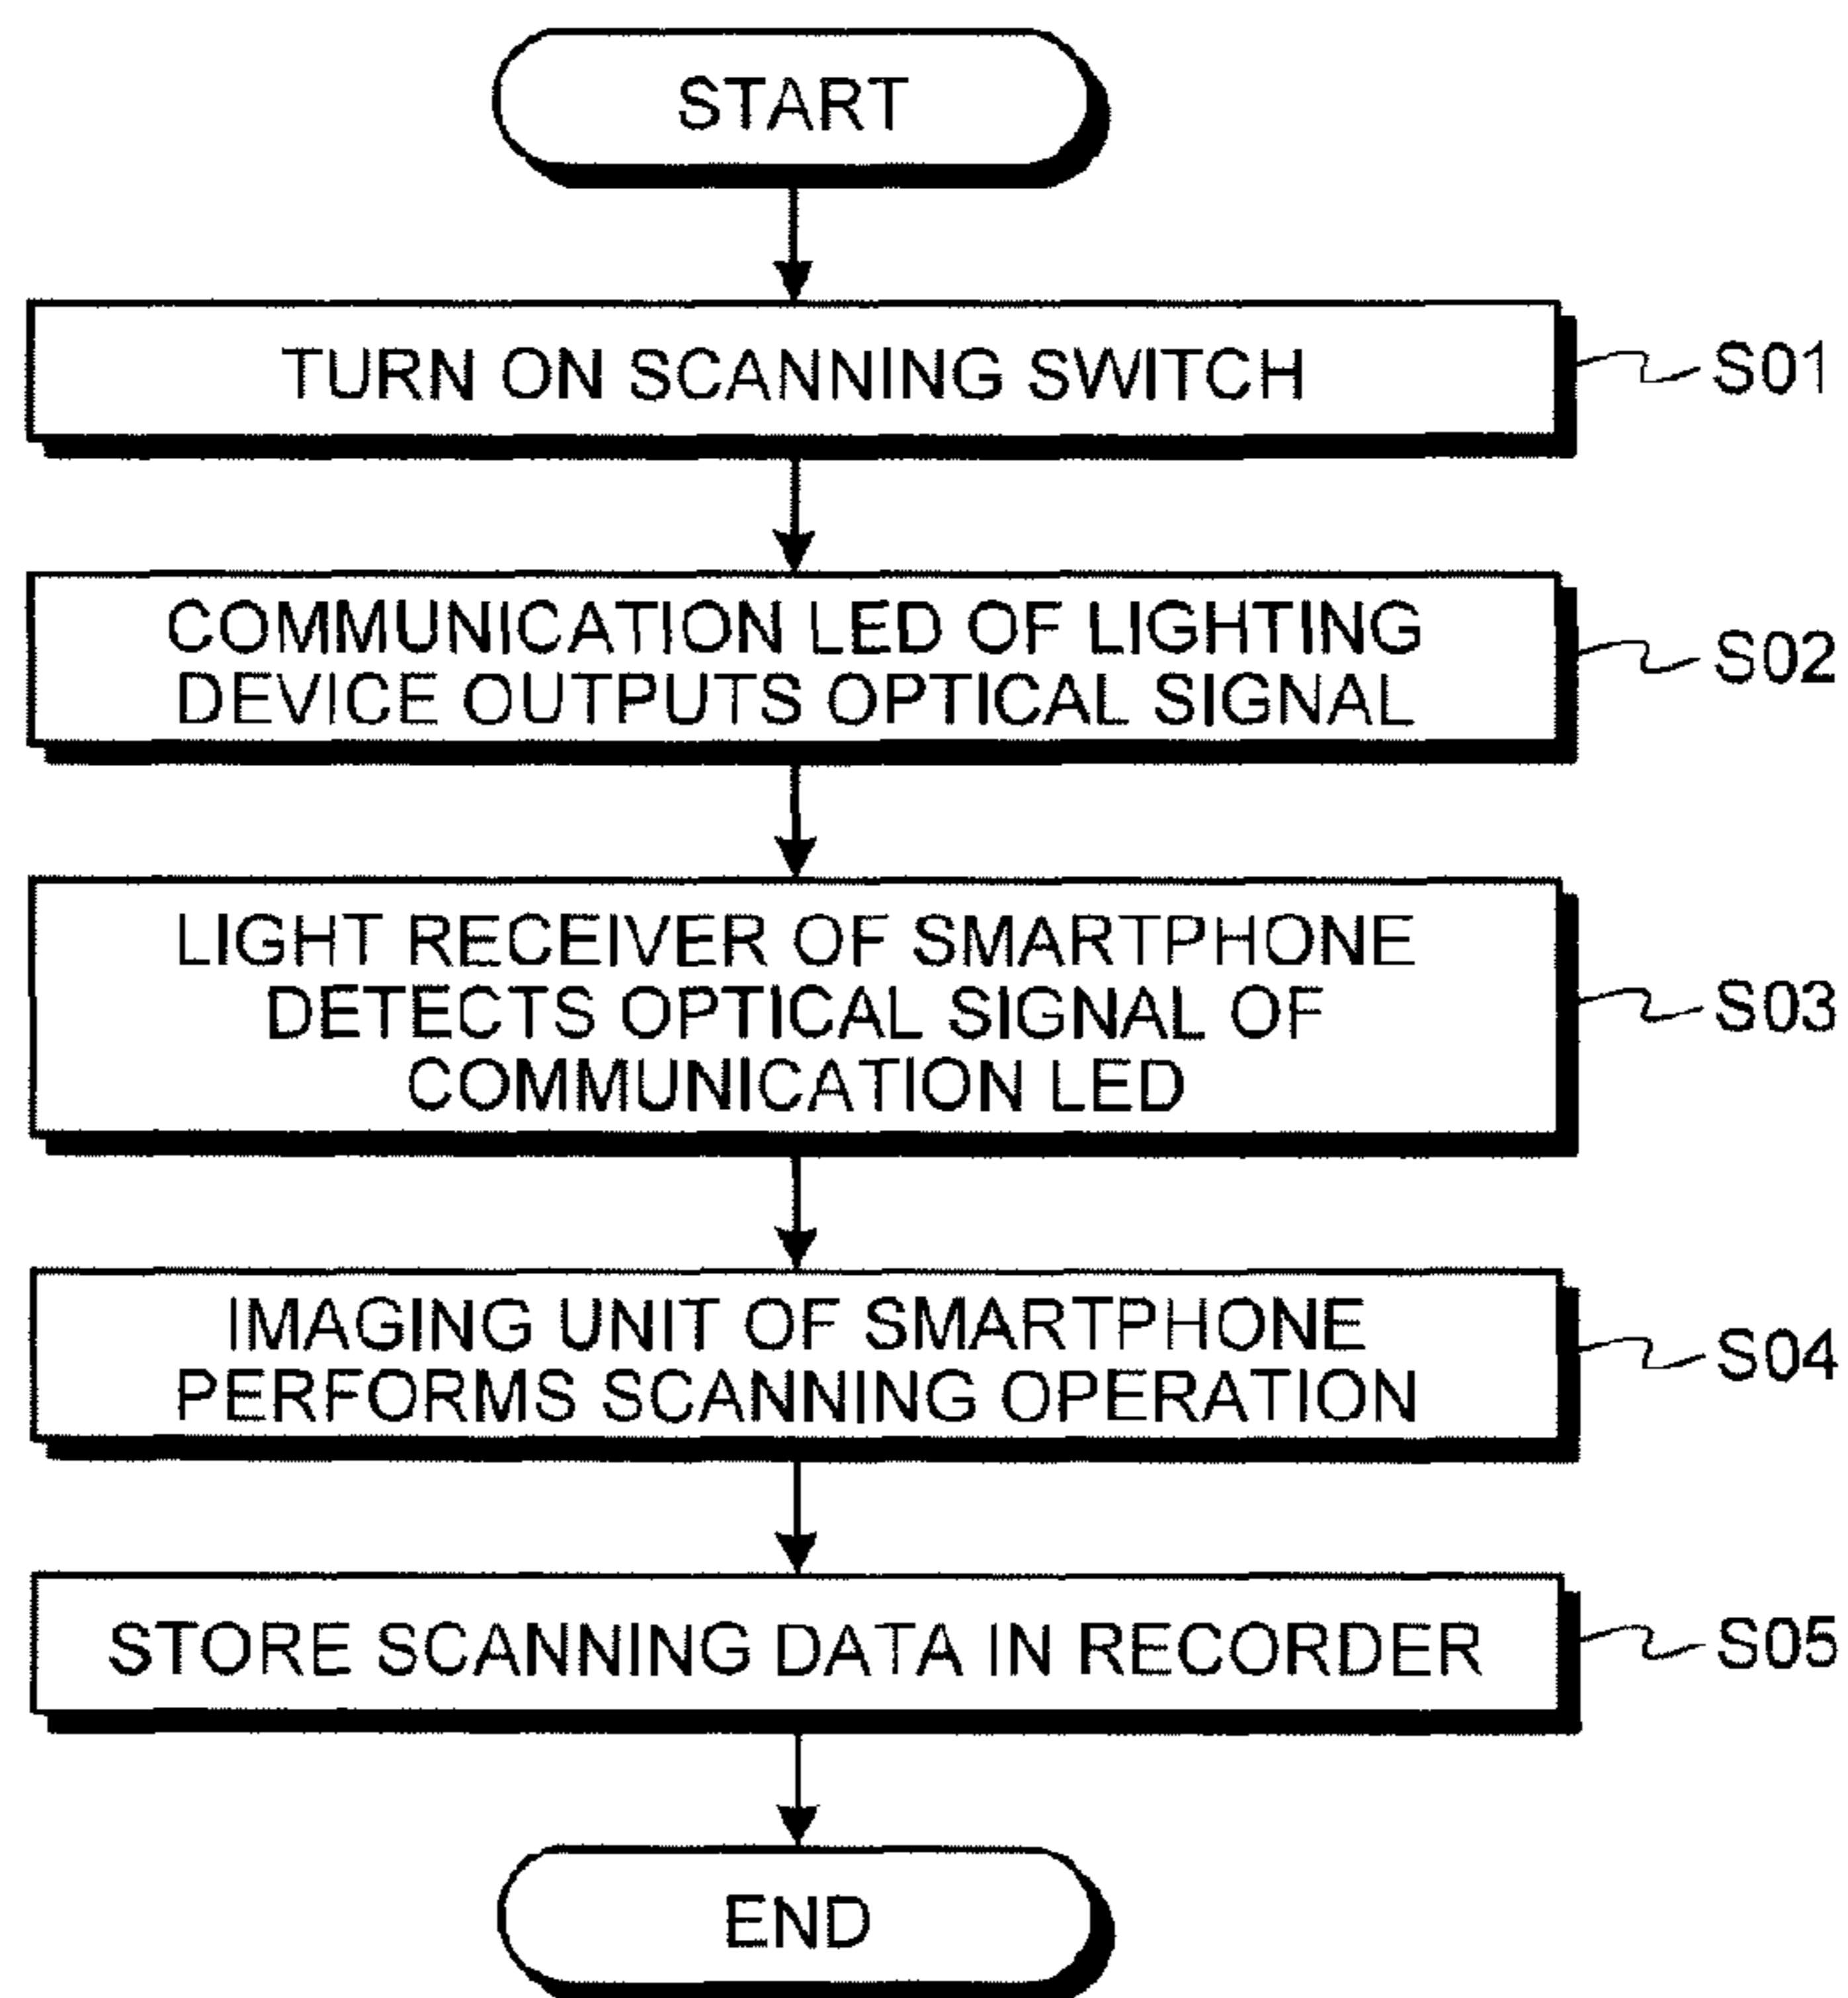 START
TURN ON SCANNING SWITCH
S01
COMMUNICATION LED OF LIGHTING
DEVICE OUTPUTS OPTICAL SIGNAL
S02
LIGHT RECEIVER OF SMARTPHONE
DETECTS OPTICAL SIGNAL OF
COMMUNICATION LED
S03
IMAGING UNIT OF SMARTPHONE
PERFORMS SCANNING OPERATION
S04
STORE SCANNING DATA IN RECORDER
S05
END